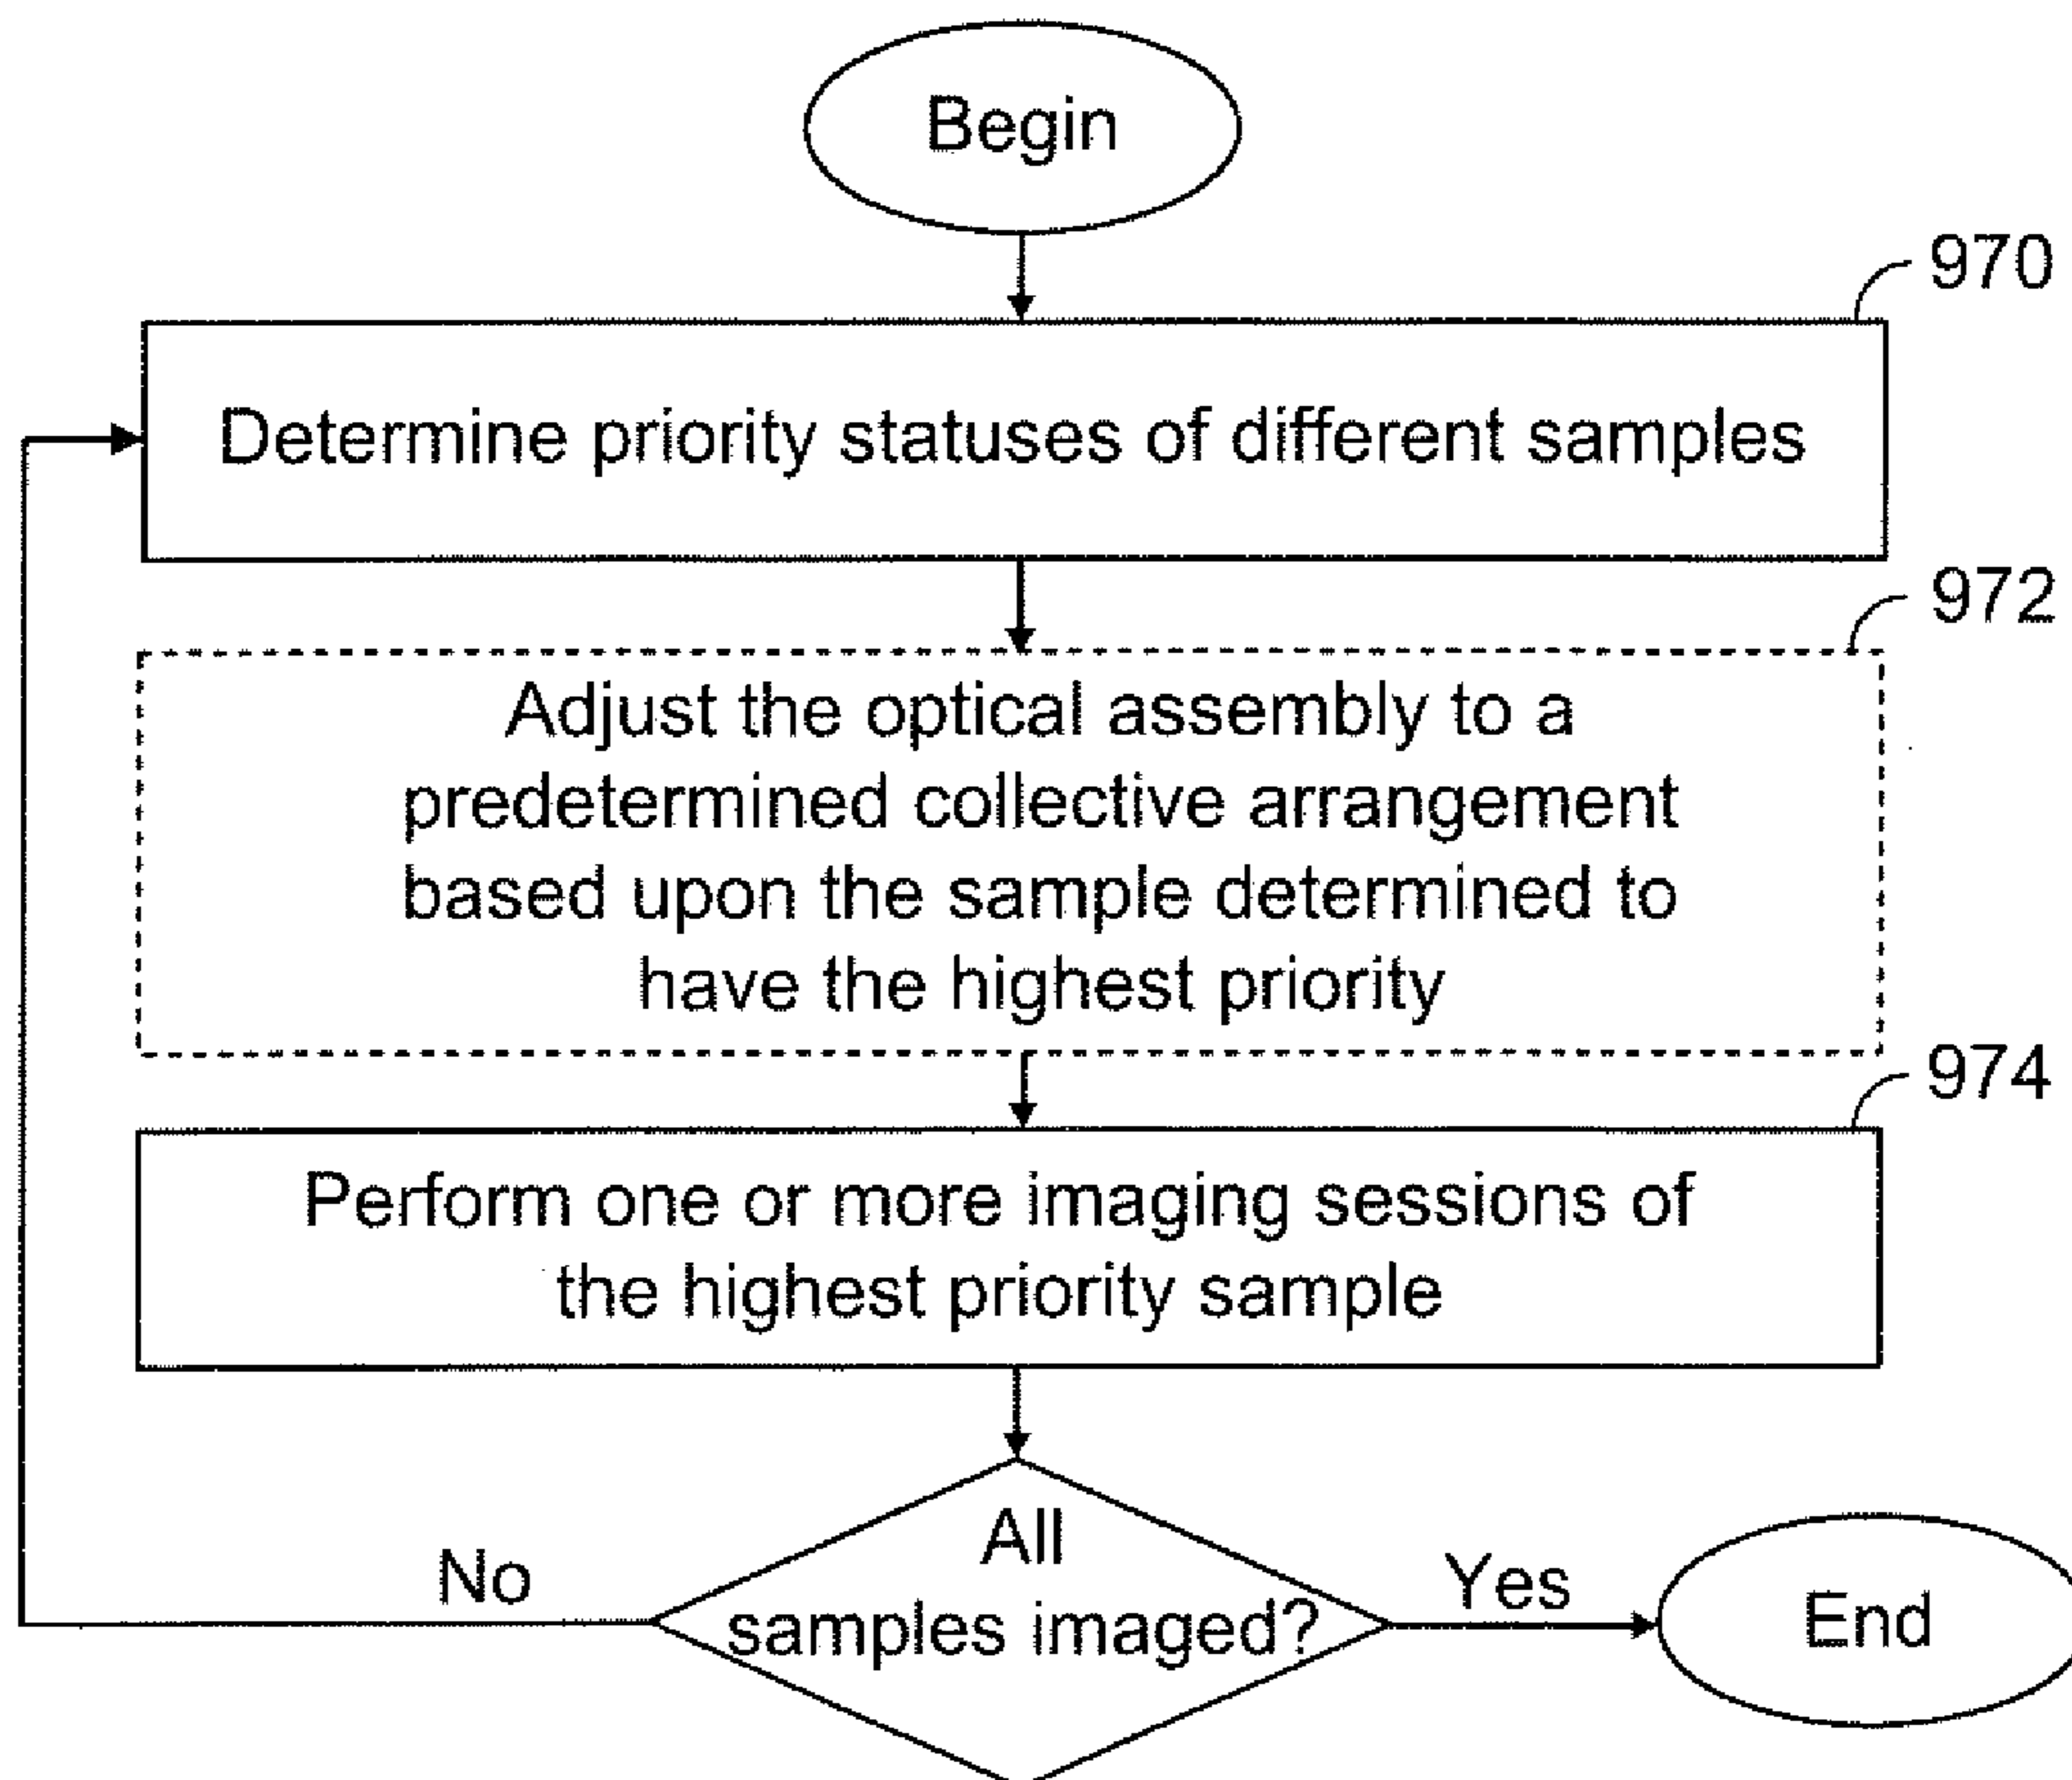 Begin
970
Determine priority statuses of different samples
972
Adjust the optical assembly to a
predetermined collective arrangement
based upon the sample determined to
have the highest priority
974
Perform one or more imaging sessions of
the highest priority sample
All
samples imaged?
No
Yes
End